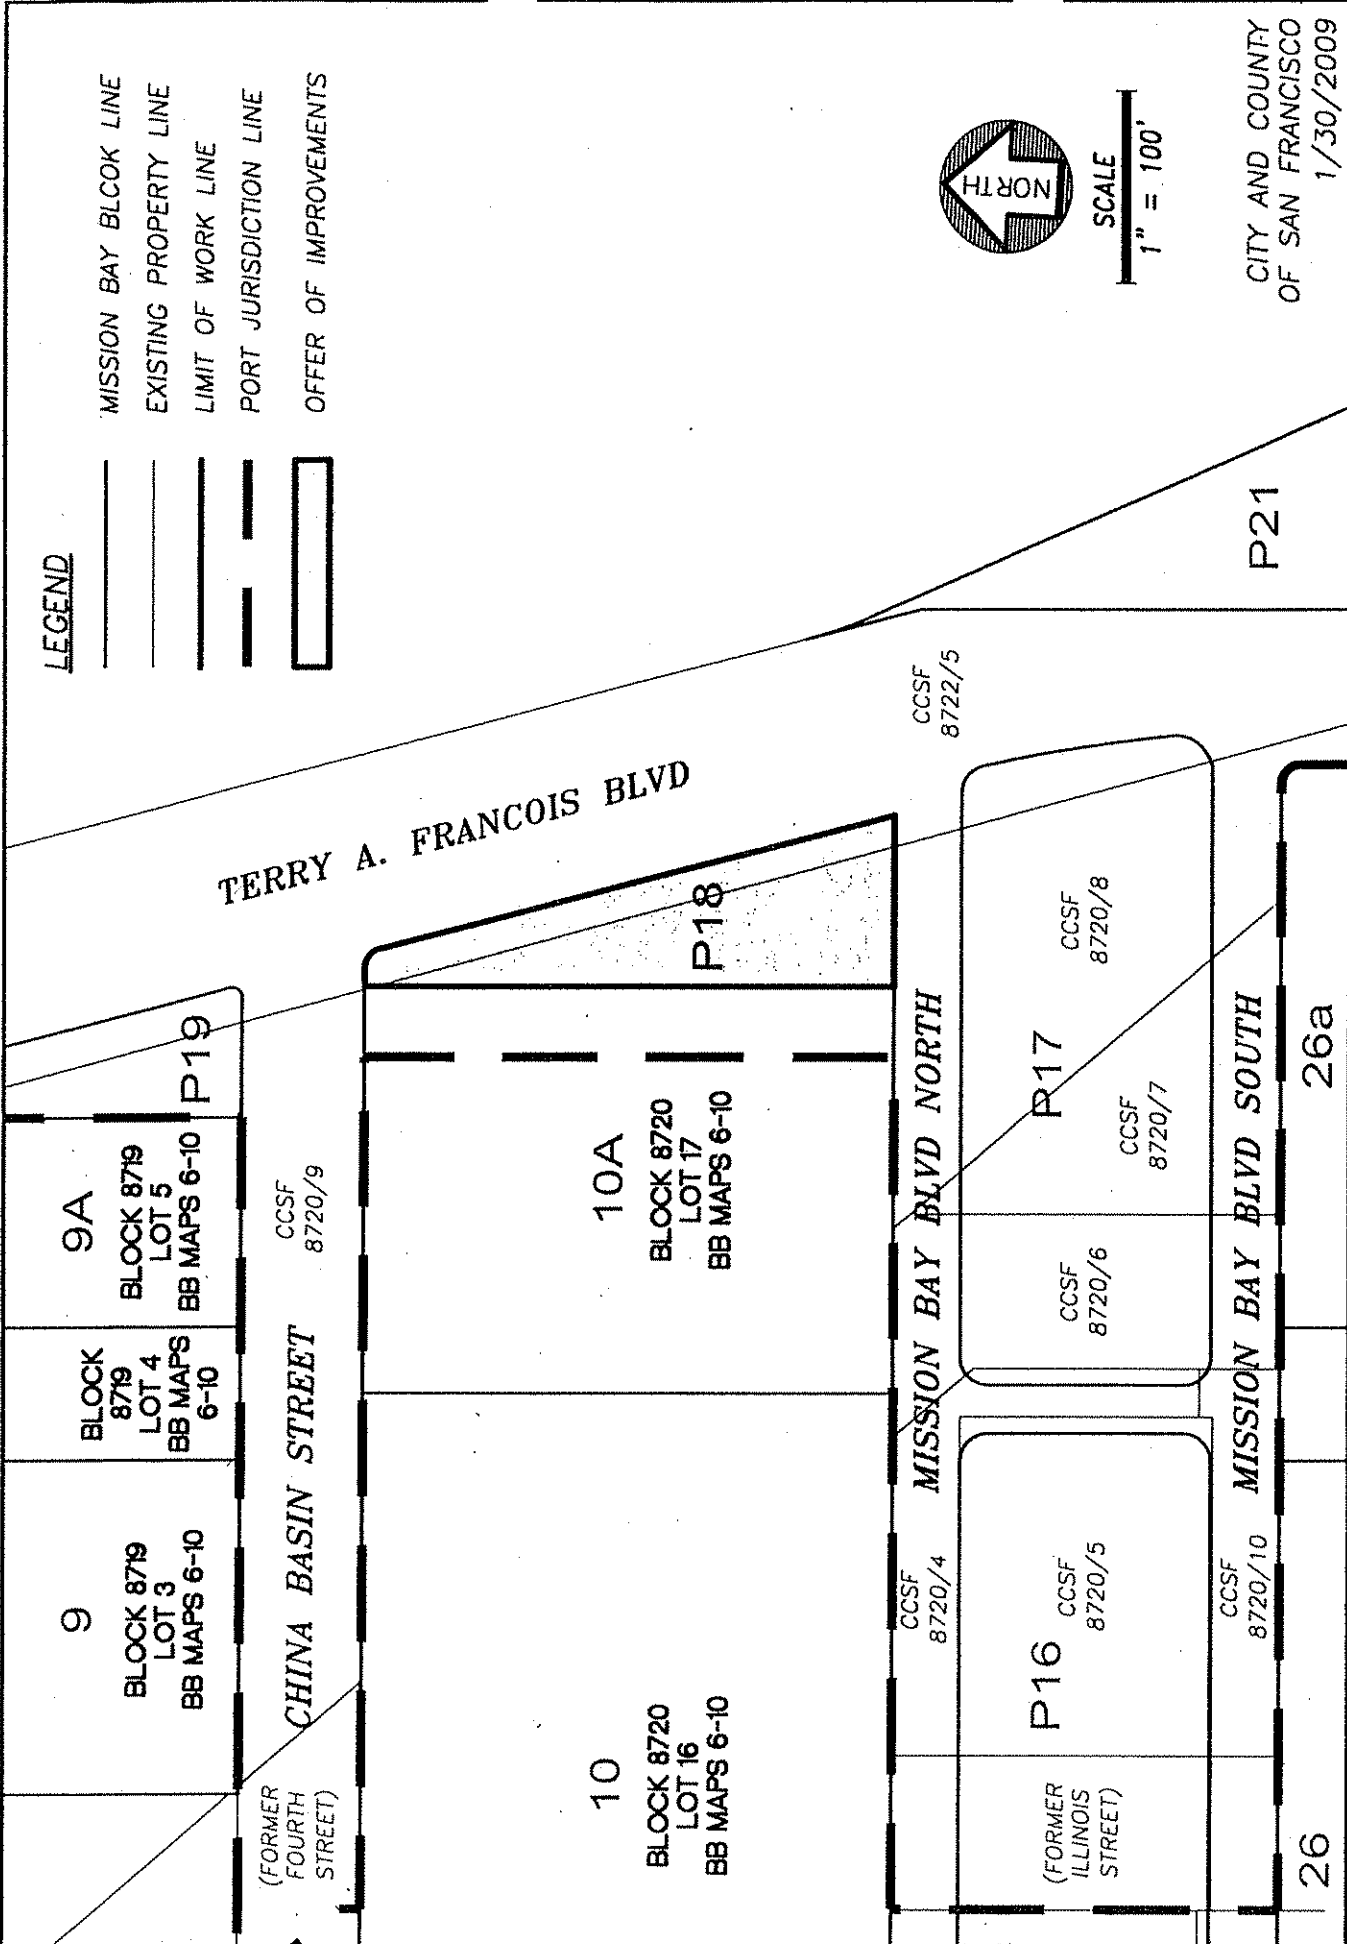 LEGEND
MISSION BAY BLCOK LINE
EXISTING PROPERTY LINE
LIMIT OF WORK LINE
PORT JURISDICTION LINE
OFFER OF IMPROVEMENTS
NORTH
SCALE
1" = 100'
CITY AND COUNTY
OF SAN FRANCISCO
1/30/2009
9
BLOCK 8719
LOT 3
BB MAPS 6-10
BLOCK
8719
LOT 4
BB MAPS
6-10
9A
BLOCK 8719
LOT 5
BB MAPS 6-10
P19
TERRY A. FRANCOIS BLVD
(FORMER
FOURTH
STREET)
CHINA BASIN STREET
CCSF
8720/9
10
BLOCK 8720
LOT 16
BB MAPS 6-10
10A
BLOCK 8720
LOT 17
BB MAPS 6-10
P18
CCSF
8720/4
MISSION BAY BLVD NORTH
CCSF
8722/5
P21
(FORMER
ILLINOIS
STREET)
P16
CCSF
8720/5
CCSF
8720/6
P17
CCSF
8720/7
CCSF
8720/8
CCSF
8720/10
MISSION BAY BLVD SOUTH
26
26a